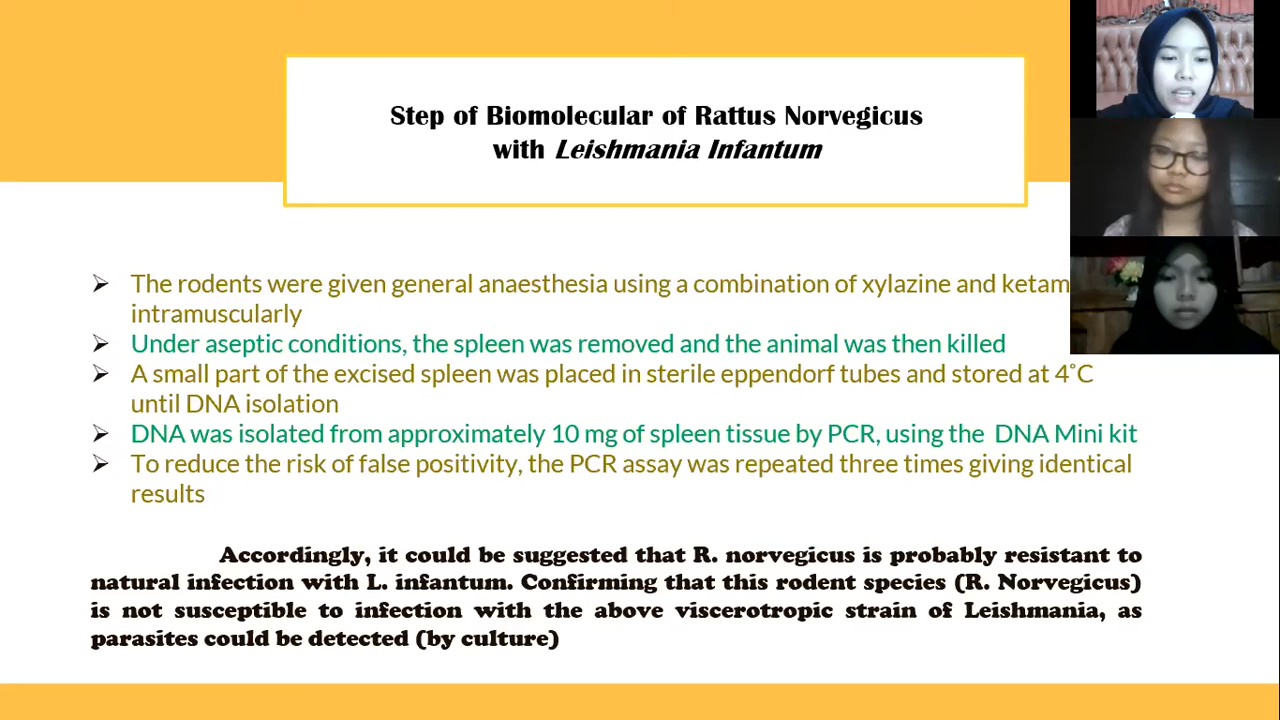 Step of Biomolecular of Rattus Norvegicus
with Leishmania Infantum
The rodents were given general anaesthesia using a combination of xylazine and ketam
intramuscularly
Under aseptic conditions, the spleen was removed and the animal was then killed
A small part of the excised spleen was placed in sterile eppendorf tubes and stored at 4˚C
until DNA isolation
DNA was isolated from approximately 10 mg of spleen tissue by PCR, using the DNA Mini kit
To reduce the risk of false positivity, the PCR assay was repeated three times giving identical
results
Accordingly, it could be suggested that R. norvegicus is probably resistant to
natural infection with L. infantum. Confirming that this rodent species (R. Norvegicus)
is not susceptible to infection with the above viscerotropic strain of Leishmania, as
parasites could be detected (by culture)